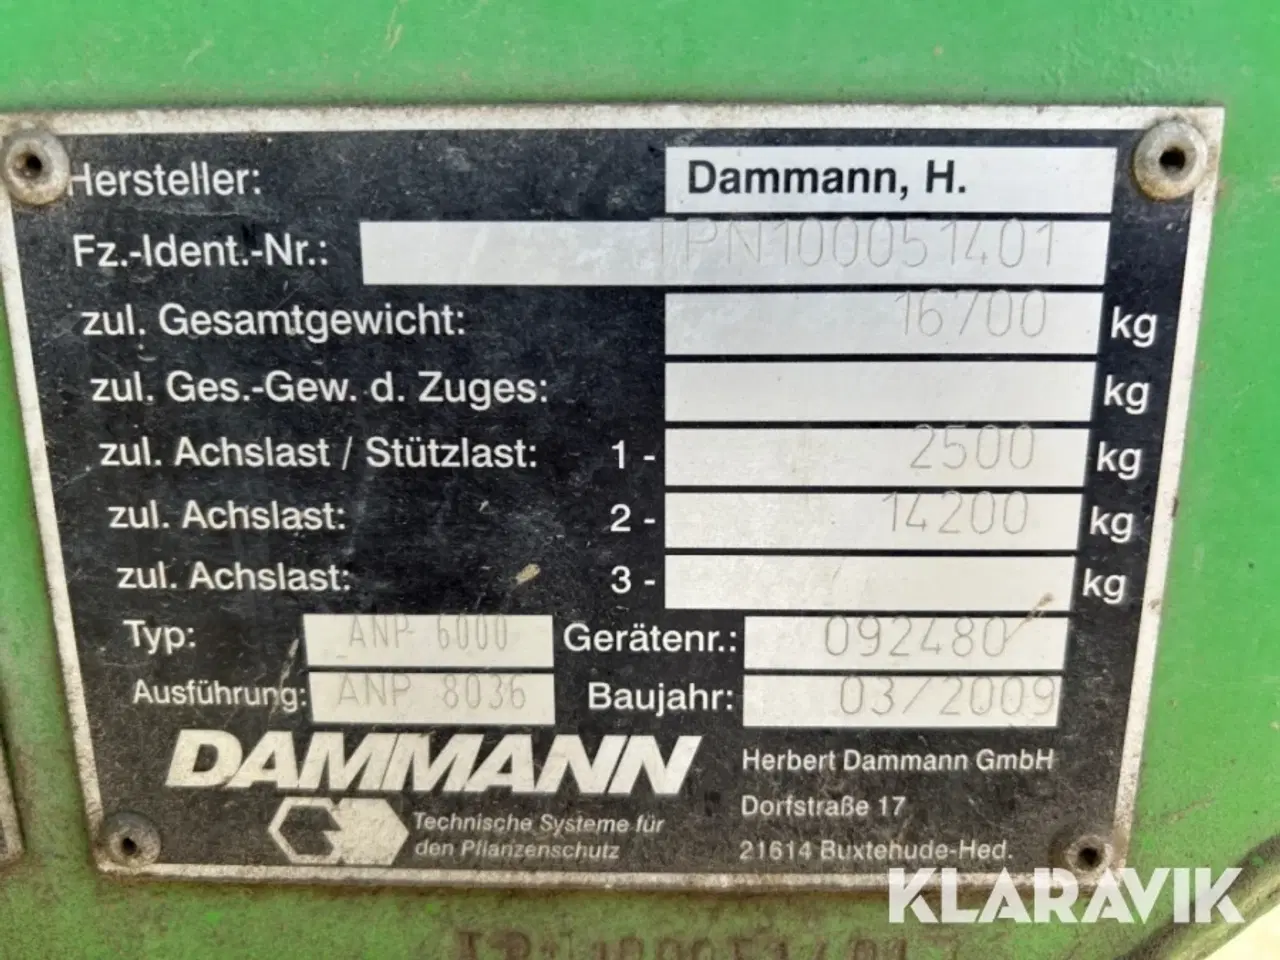 Hersteller: Dammann, H.
Fz.-Ident.-Nr.: TPN100051401
zul. Gesamtgewicht: 16700 kg
zul. Ges.-Gew. d. Zuges: kg
zul. Achslast / Stützlast: 1 - 2500 kg
zul. Achslast: 2 - 14200 kg
zul. Achslast: 3 - kg
Typ: ANP 6000 Gerätenr.: 092480
Ausführung: ANP 8036 Baujahr: 03/2009
DAMMANN
Technische Systeme für
den Pflanzenschutz
Herbert Dammann GmbH
Dorfstraße 17
21614 Buxtehude-Hed.
KLARAVIK